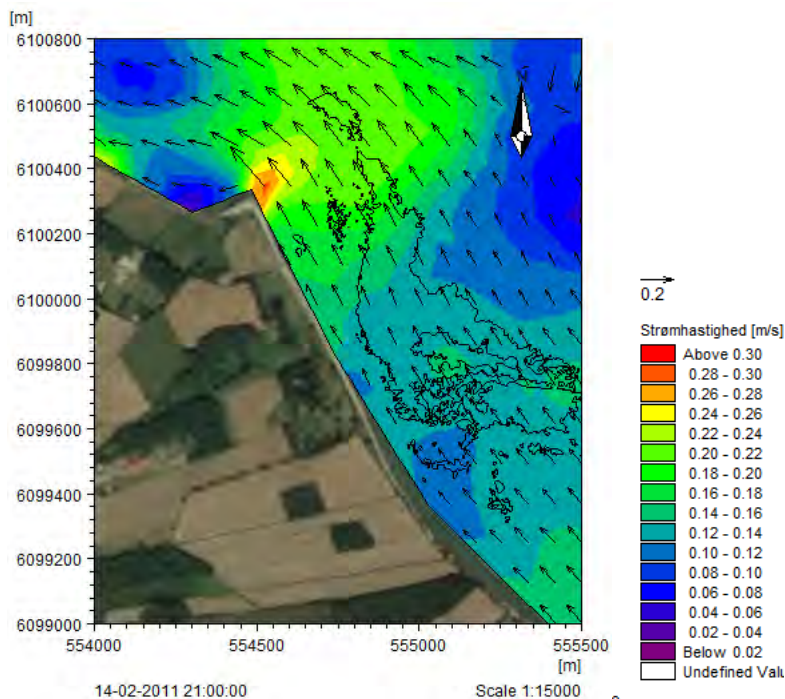 [m]
6100800
6100600
6100400
6100200
6100000
6099800
6099600
6099400
6099200
6099000
554000 554500 555000 555500
[m]
14-02-2011 21:00:00 Scale 1:15000
N
0.2
Strømhastighed [m/s]
Above 0.30
0.28 - 0.30
0.26 - 0.28
0.24 - 0.26
0.22 - 0.24
0.20 - 0.22
0.18 - 0.20
0.16 - 0.18
0.14 - 0.16
0.12 - 0.14
0.10 - 0.12
0.08 - 0.10
0.06 - 0.08
0.04 - 0.06
0.02 - 0.04
Below 0.02
Undefined Valu